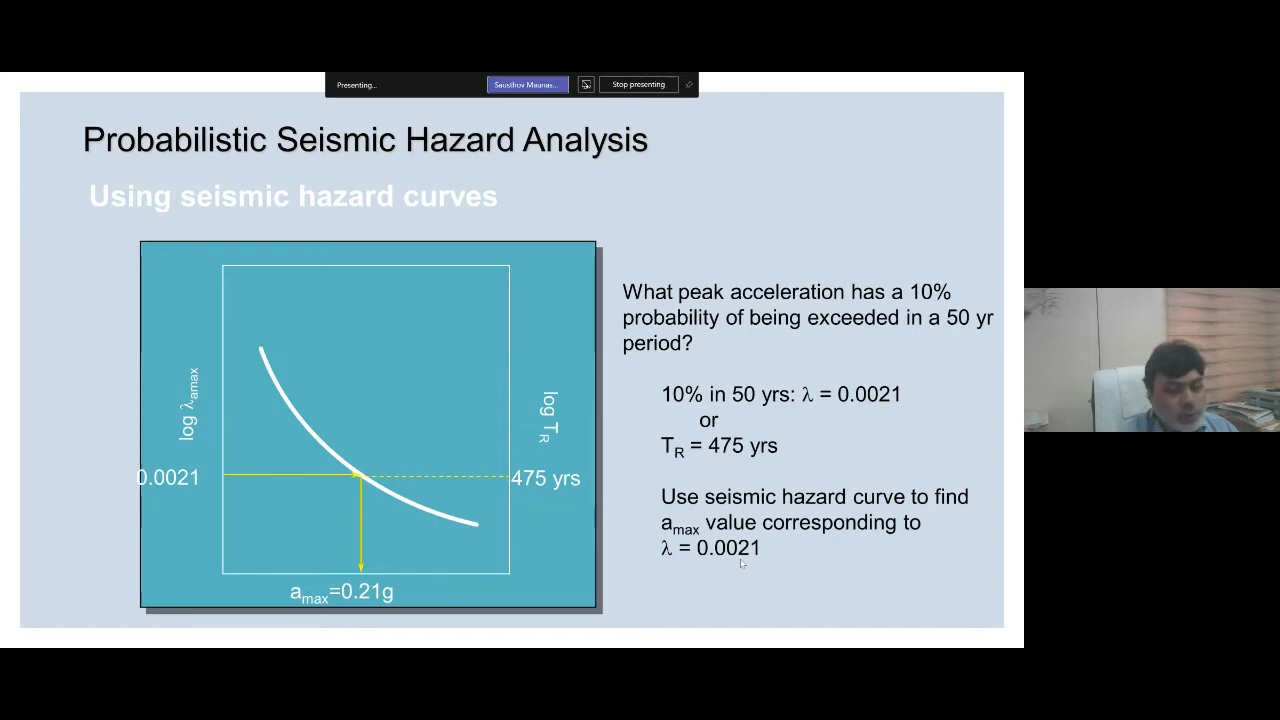 Presenting...
Sausthov Maunas...
Stop presenting
Probabilistic Seismic Hazard Analysis
Using seismic hazard curves
log λamax
log TR
0.0021
475 yrs
amax=0.21g
What peak acceleration has a 10%
probability of being exceeded in a 50 yr
period?
10% in 50 yrs: λ = 0.0021
or
TR = 475 yrs
Use seismic hazard curve to find
amax value corresponding to
λ = 0.0021